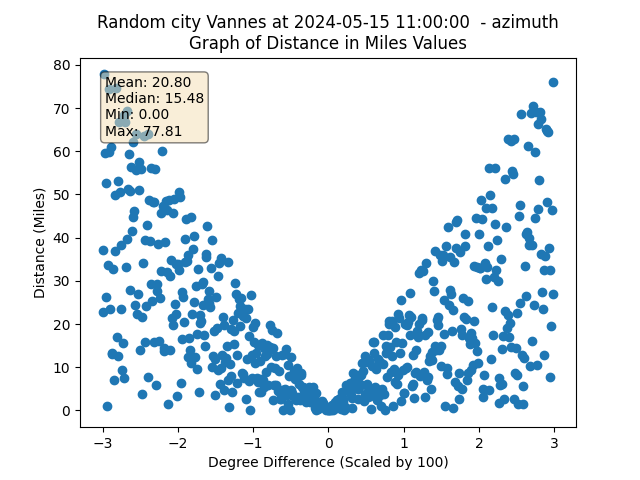 Random city Vannes at 2024-05-15 11:00:00  - azimuth
Graph of Distance in Miles Values
Mean: 20.80
Median: 15.48
Min: 0.00
Max: 77.81
Distance (Miles)
80
70
60
50
40
30
20
10
0
−3
−2
−1
0
1
2
3
Degree Difference (Scaled by 100)